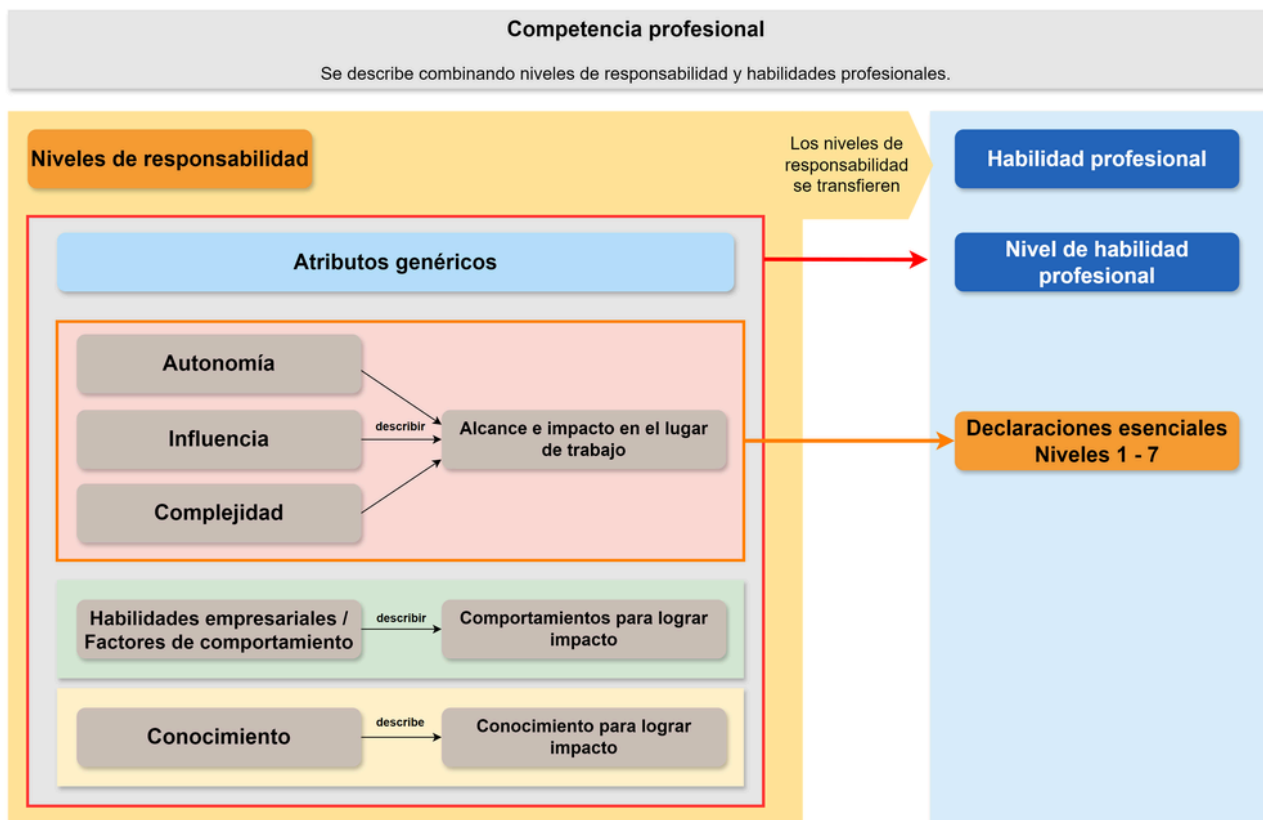 Competencia profesional
Se describe combinando niveles de responsabilidad y habilidades profesionales.
Niveles de responsabilidad
Los niveles de
responsabilidad
se transfieren
Habilidad profesional
Atributos genéricos
Nivel de habilidad
profesional
Autonomía
Influencia
describir
Alcance e impacto en el lugar
de trabajo
Declaraciones esenciales
Niveles 1 - 7
Complejidad
Habilidades empresariales /
Factores de comportamiento
describir
Comportamientos para lograr
impacto
Conocimiento
describe
Conocimiento para lograr
impacto